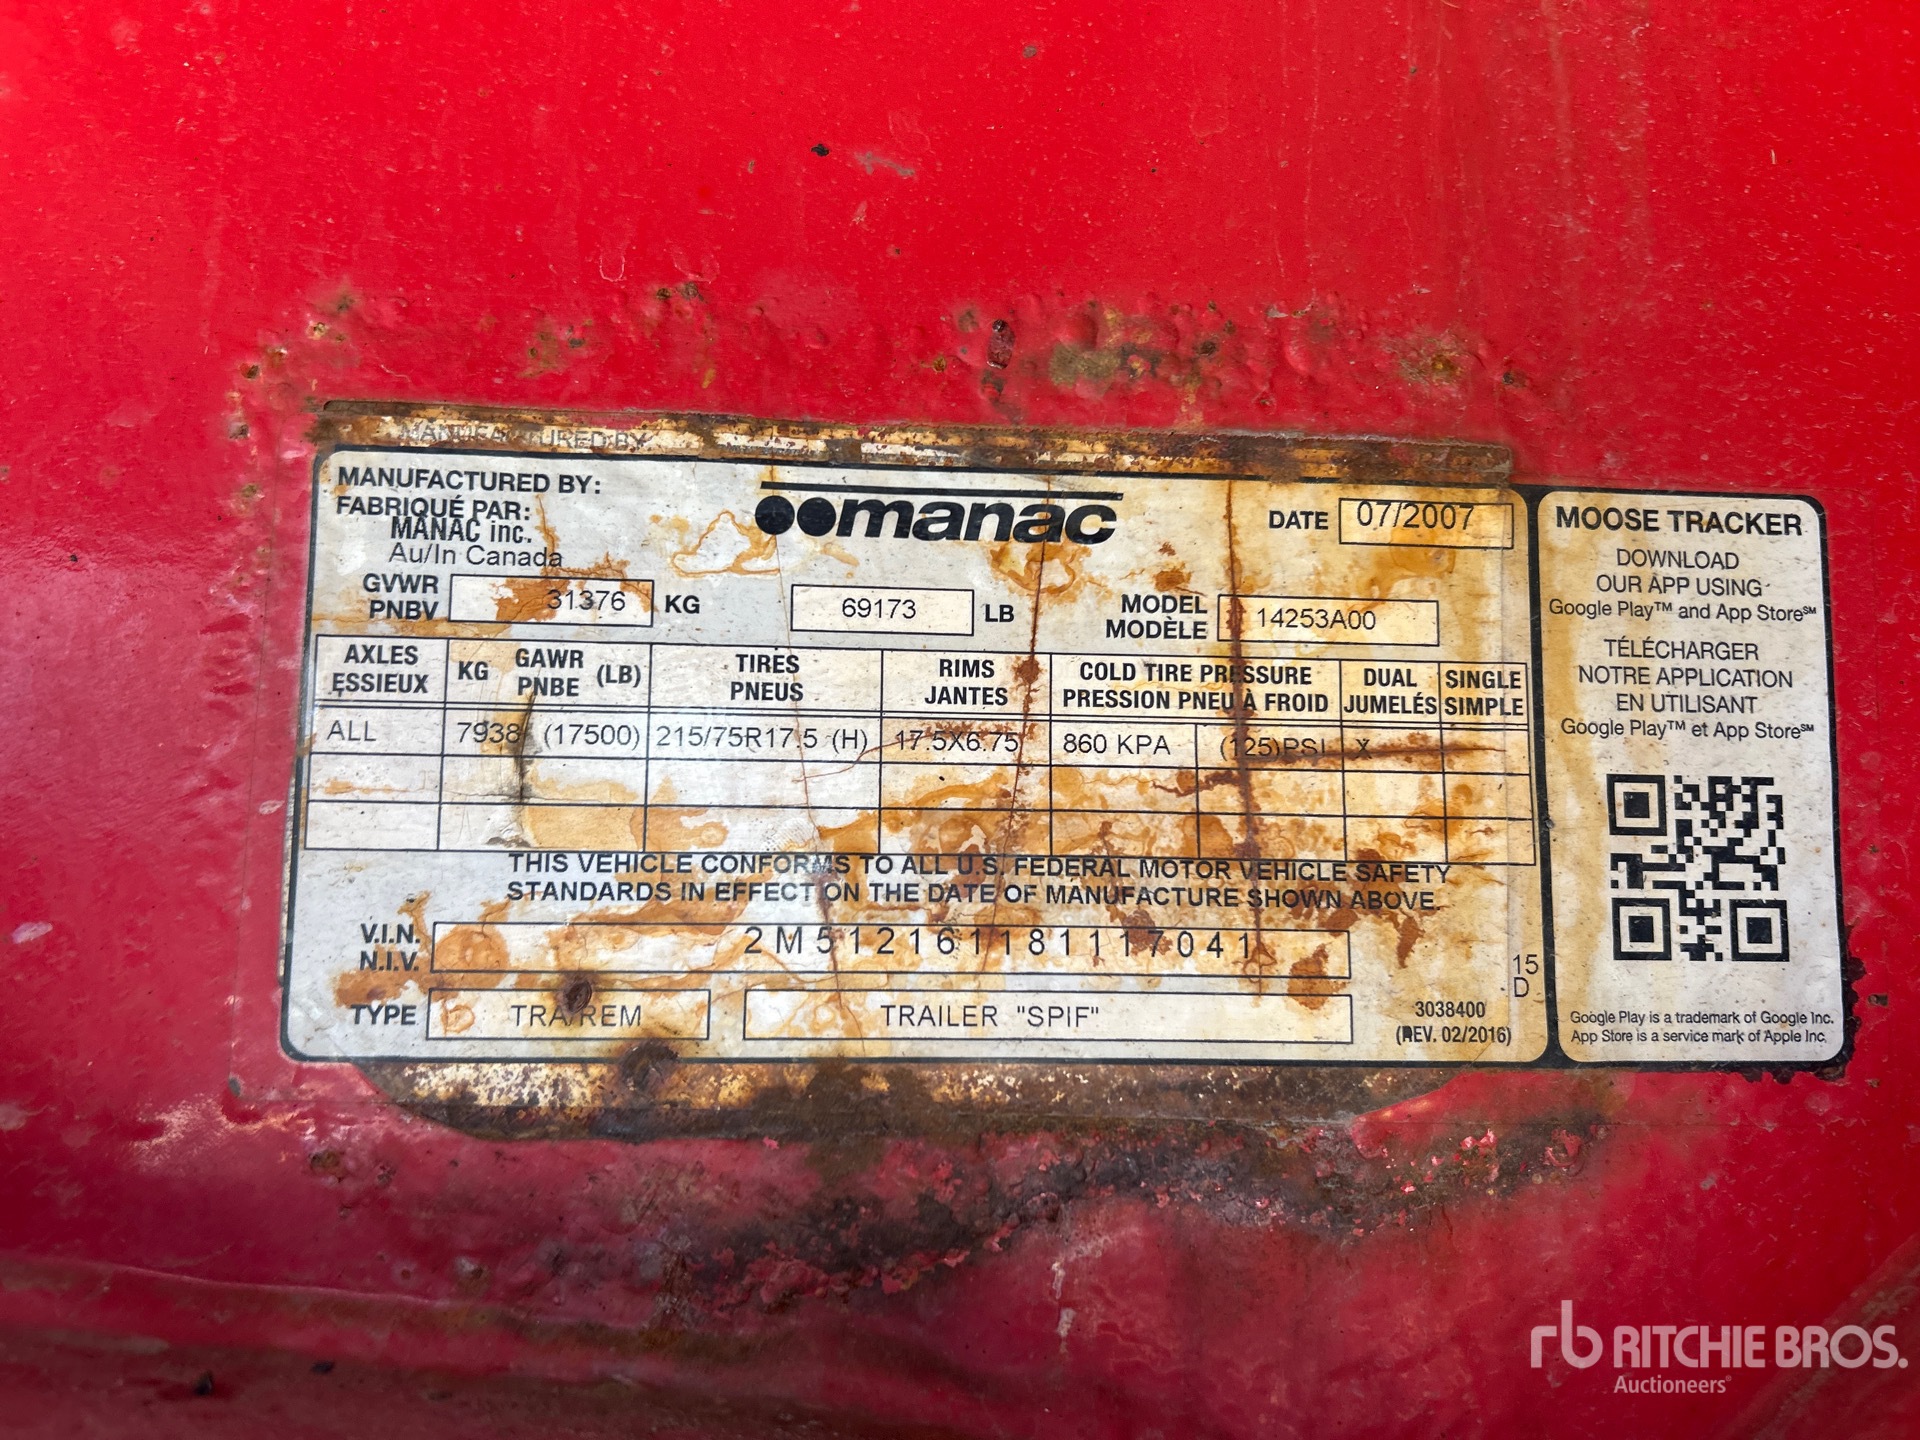 MANUFACTURED BY
MANUFACTURED BY:
FABRIQUÉ PAR:
MANAC inc.
Au/In Canada
manac
DATE 07/2007
GVWR
PNBV
31376 KG 69173 LB
MODEL
MODÈLE
14253A00
AXLES
ESSIEUX
KG GAWR
PNBE (LB)
TIRES
PNEUS
RIMS
JANTES
COLD TIRE PRESSURE
PRESSION PNEU À FROID
DUAL
JUMELÉS
SINGLE
SIMPLE
ALL 7938 (17500) 215/75R17.5 (H) 17.5X6.75 860 KPA (125)PSI X
THIS VEHICLE CONFORMS TO ALL U.S. FEDERAL MOTOR VEHICLE SAFETY
STANDARDS IN EFFECT ON THE DATE OF MANUFACTURE SHOWN ABOVE.
V.I.N.
N.I.V.
2M512161181117041
TYPE TRA/REM TRAILER "SPIF"
15
D
3038400
(REV. 02/2016)
MOOSE TRACKER
DOWNLOAD
OUR APP USING
Google Play™ and App Store℠
TÉLÉCHARGER
NOTRE APPLICATION
EN UTILISANT
Google Play™ et App Store℠
Google Play is a trademark of Google Inc.
App Store is a service mark of Apple Inc.
rb RITCHIE BROS.
Auctioneers